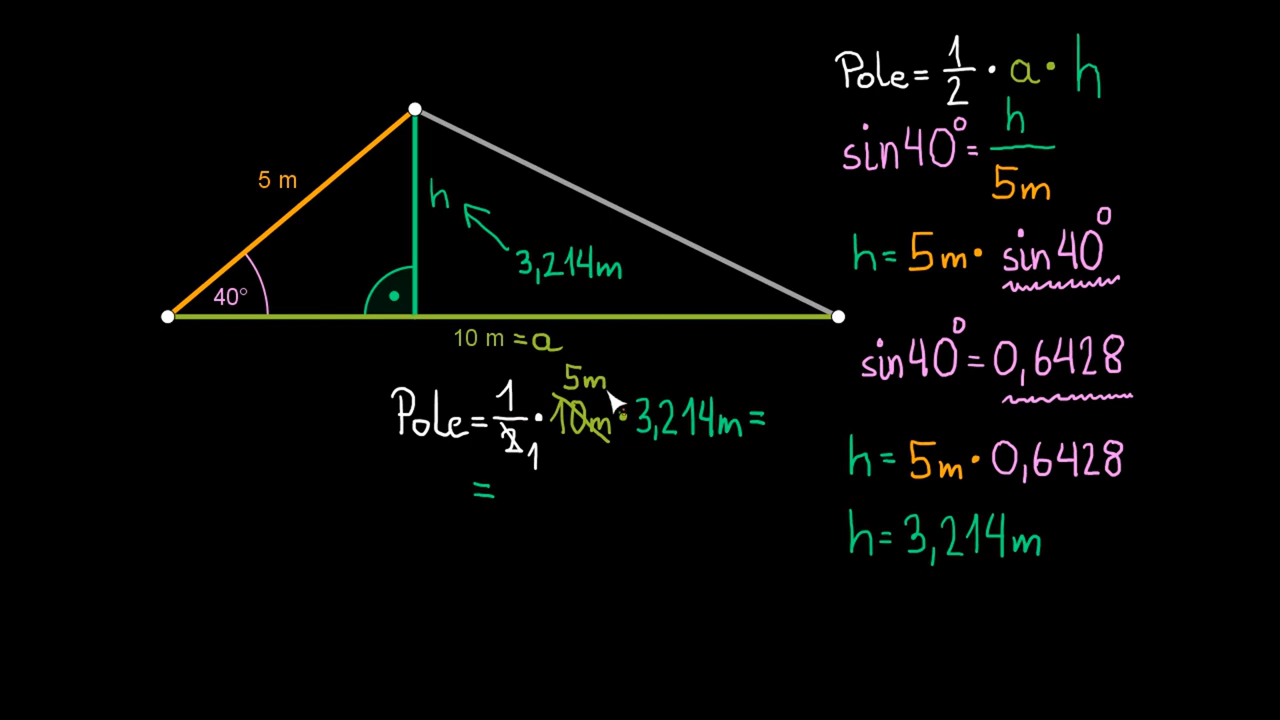 5 m
40°
h
3,214m
10 m = a
Pole = 1/2 1 · 10m 5m · 3,214m =
=
Pole = 1/2 · a · h
sin40° = h/5m
h = 5m · sin40°
sin40° = 0,6428
h = 5m · 0,6428
h = 3,214m